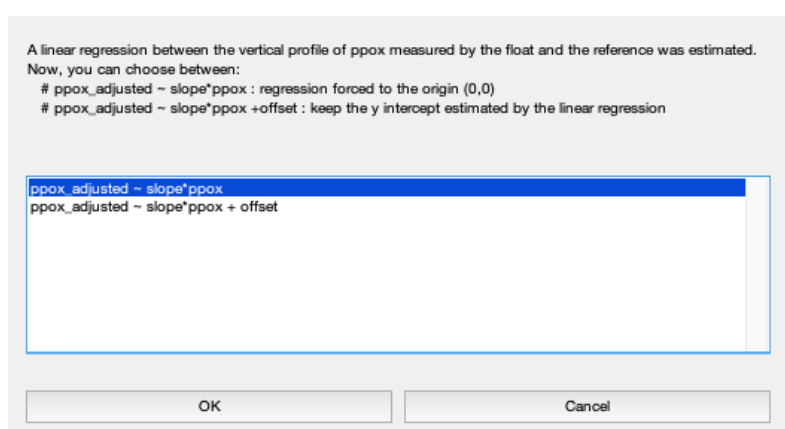 A linear regression between the vertical profile of ppox measured by the float and the reference was estimated.
Now, you can choose between:
# ppox_adjusted ~ slope*ppox : regression forced to the origin (0,0)
# ppox_adjusted ~ slope*ppox +offset : keep the y intercept estimated by the linear regression
ppox_adjusted ~ slope*ppox
ppox_adjusted ~ slope*ppox + offset
OK
Cancel